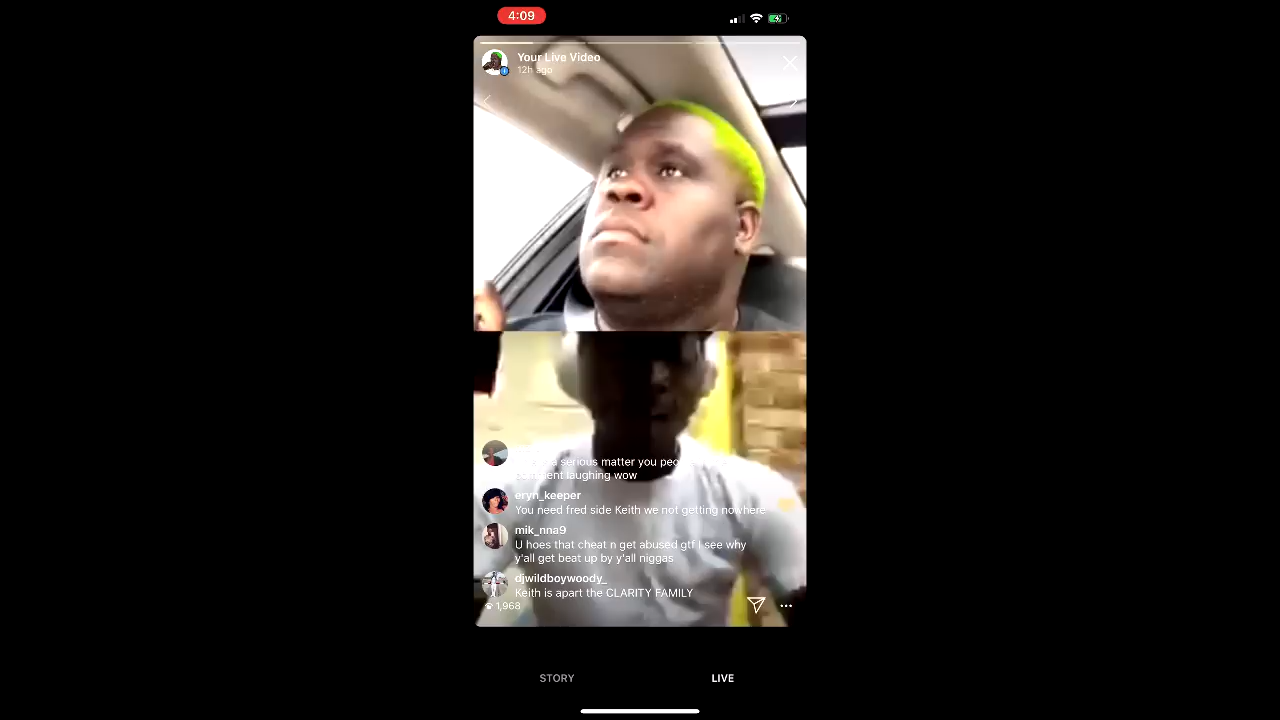 4:09
Your Live Video
12h ago
a serious matter you
laughing wow
eryn_keeper
You need fred side Keith we not getting nowhere
mik_nna9
U hoes that cheat n get abused gtf I see why
y'all get beat up by y'all niggas
djwildboywoody_
Keith is apart the CLARITY FAMILY
1,968
STORY
LIVE